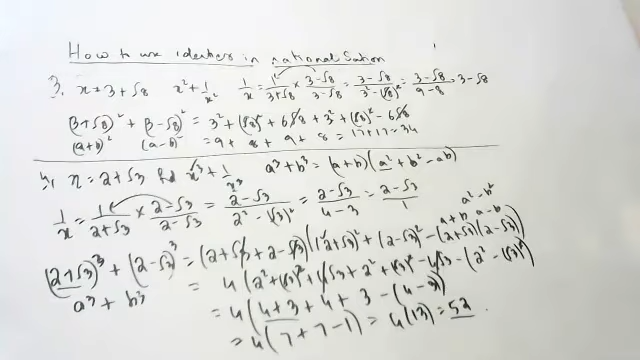 How to use identities in rationalisation
3, x = 3+√8 x² + 1/x² 1/x = 1/3+√8 × 3-√8/3-√8 = 3-√8/3²-(√8)² = 3-√8/9-8 = 3-√8
(3+√8)² + (3-√8)² = 3² + (√8)² + 6√8 + 3² + (√8)² - 6√8
(a+b)² (a-b)² = 9 + 8 + 9 + 8 = 17+17 = 34
4, x = 2+√3 x³ + 1/x³ a³+b³ = (a+b)(a²+b²-ab)
1/x = 1/2+√3 × 2-√3/2-√3 = 2-√3/2²-(√3)² = 2-√3/4-3 = 2-√3/1
a²-b²
a+b a-b
(2+√3)³ + (2-√3)³ = (2+√3+2-√3)((2+√3)² + (2-√3)² - (2+√3)(2-√3))
a³ + b³ = 4(2²+(√3)²+4√3+2²+(√3)²-4√3-(2²-(√3)²)
= 4(4+3+4+3-(4-3)
= 4(7+7-1) = 4(13) = 52